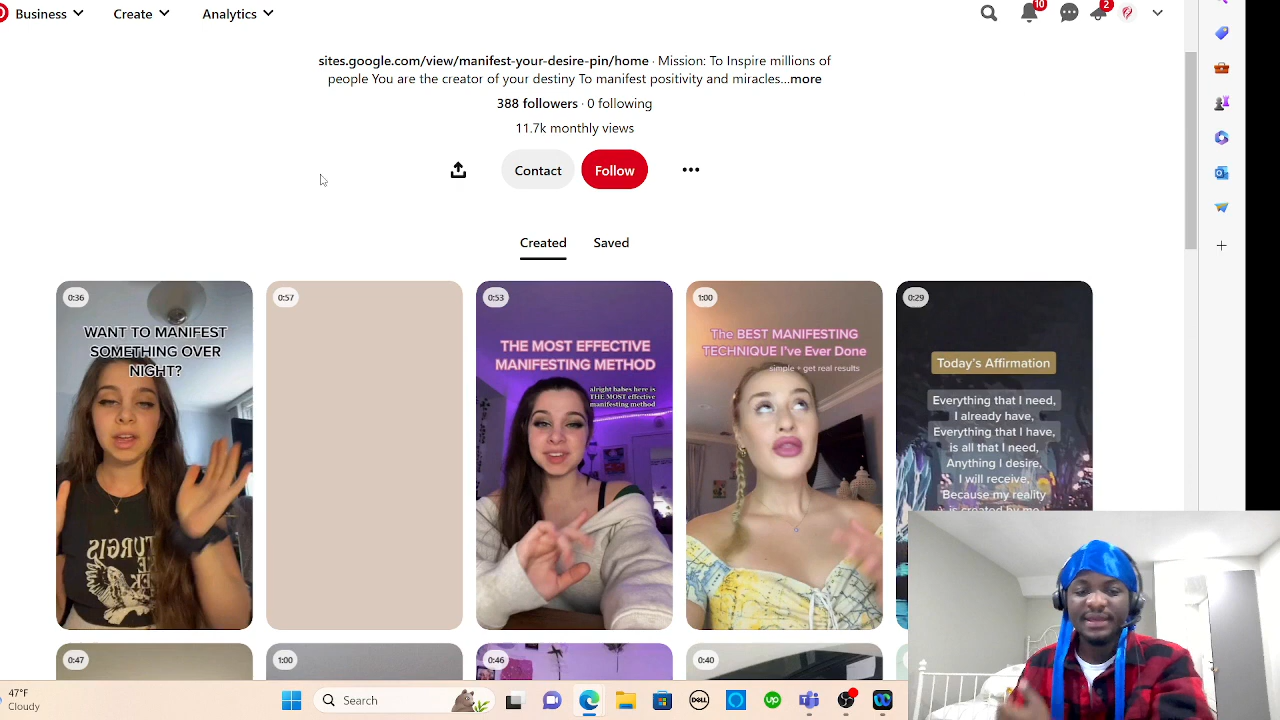 Business
Create
Analytics
10
2
sites.google.com/view/manifest-your-desire-pin/home · Mission: To Inspire millions of
people You are the creator of your destiny To manifest positivity and miracles...more
388 followers · 0 following
11.7k monthly views
Contact
Follow
Created
Saved
0:36
WANT TO MANIFEST
SOMETHING OVER
NIGHT?
0:57
0:53
THE MOST EFFECTIVE
MANIFESTING METHOD
alright babes here is
THE MOST effective
manifesting method
1:00
The BEST MANIFESTING
TECHNIQUE I've Ever Done
simple + get real results
0:29
Today's Affirmation
Everything that I need,
I already have,
Everything that I have,
is all that I need,
Anything I desire,
I will receive,
Because my reality
is created by me
0:47
1:00
0:46
0:40
47°F
Cloudy
Search
DELL
up